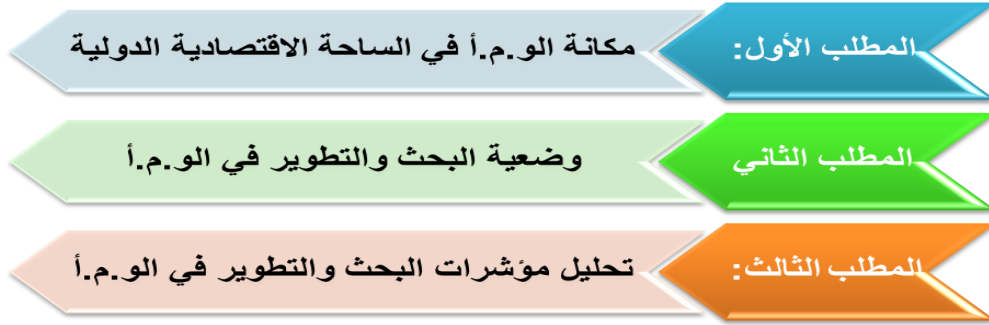 المطلب الأول: مكانة الو.م.أ في الساحة الاقتصادية الدولية
المطلب الثاني وضعية البحث والتطوير في الو.م.أ
المطلب الثالث: تحليل مؤشرات البحث والتطوير في الو.م.أ